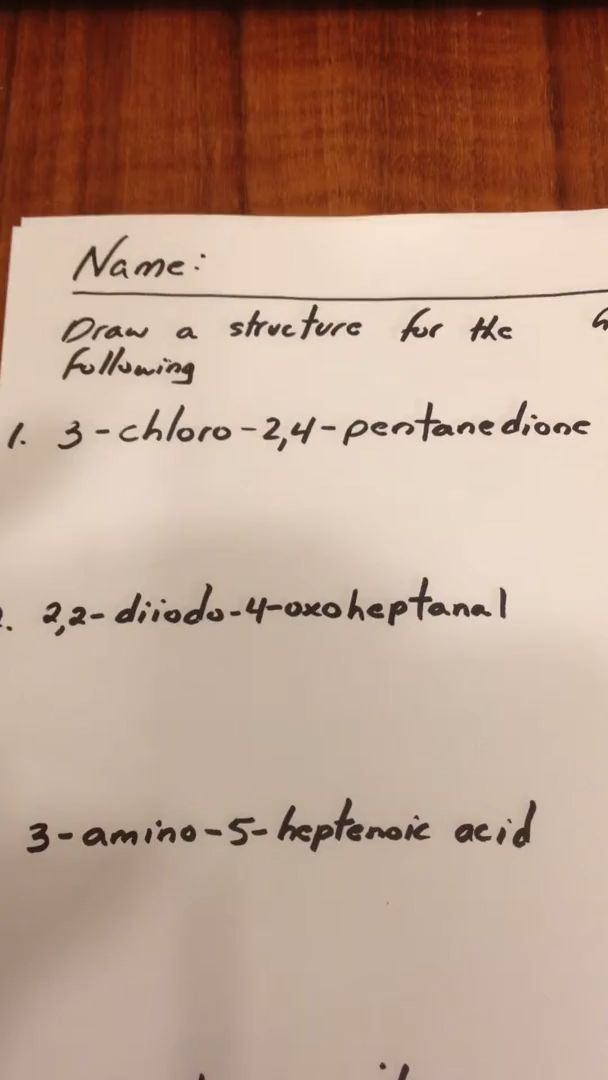 Name:
Draw a structure for the
following
1. 3-chloro-2,4-pentanedione
2. 2,2-diiodo-4-oxoheptanal
3-amino-5-heptenoic acid